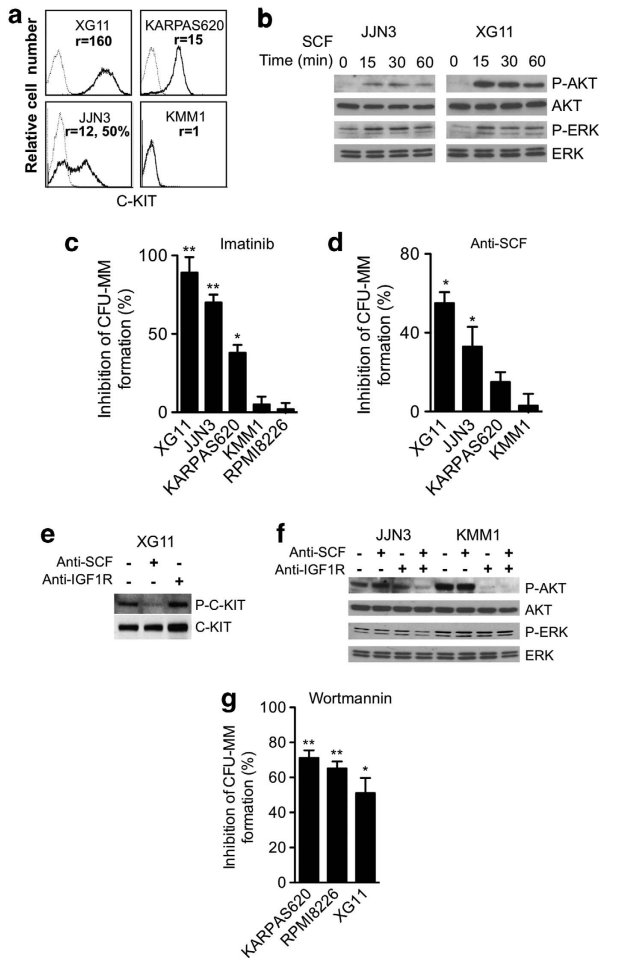 a
XG11
r=160
KARPAS620
r=15
JJN3
r=12, 50%
KMM1
r=1
Relative cell number
C-KIT
b
JJN3 XG11
SCF
Time (min) 0 15 30 60 0 15 30 60
P-AKT
AKT
P-ERK
ERK
c
Imatinib
Inhibition of CFU-MM
formation (%)
100
50
0
** ** *
XG11
JJN3
KARPAS620
KMM1
RPMI8226
d
Anti-SCF
Inhibition of CFU-MM
formation (%)
80
40
0
* *
XG11
JJN3
KARPAS620
KMM1
e
XG11
Anti-SCF - + -
Anti-IGF1R - - +
P-C-KIT
C-KIT
f
JJN3 KMM1
Anti-SCF - + - + - + - +
Anti-IGF1R - - + + - - + +
P-AKT
AKT
P-ERK
ERK
g
Wortmannin
Inhibition of CFU-MM
formation (%)
100
80
60
40
20
0
** ** *
KARPAS620
RPMI8226
XG11